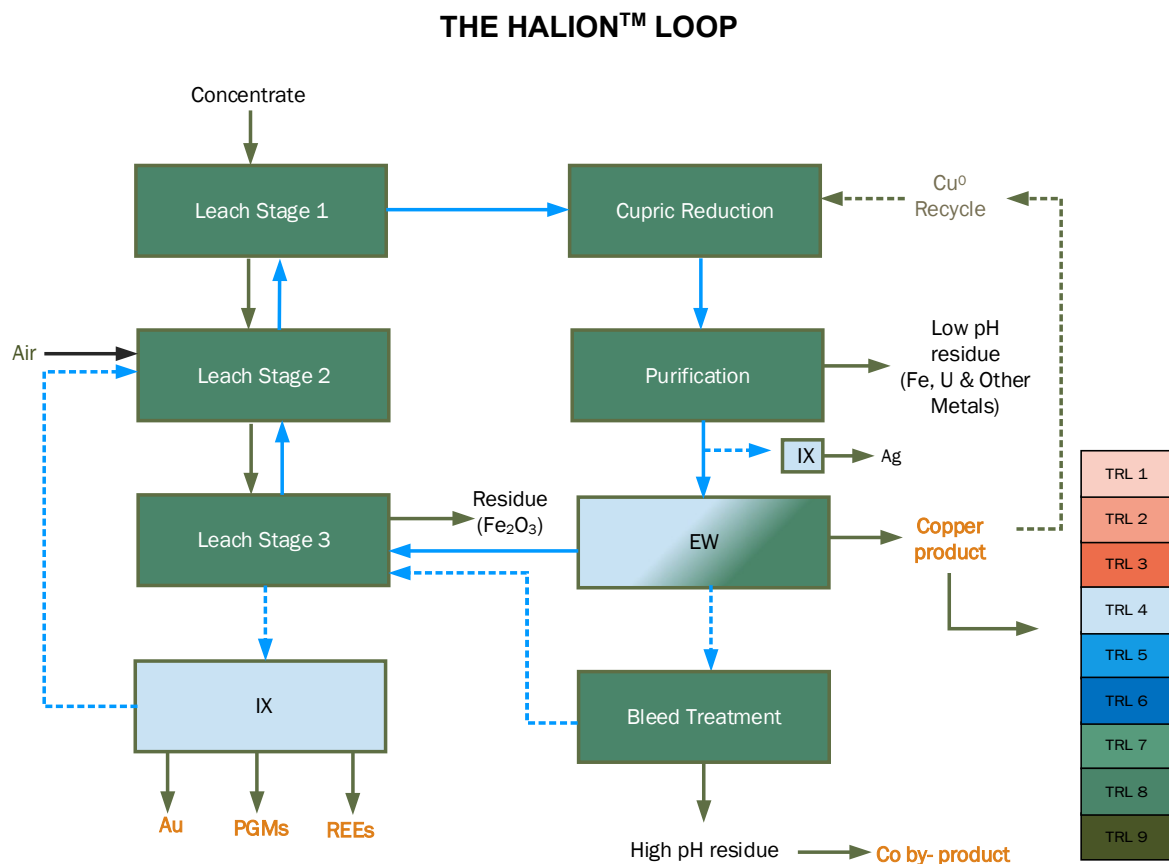 THE HALION™ LOOP
Concentrate
Leach Stage 1
Cupric Reduction
Cu⁰
Recycle
Air
Leach Stage 2
Purification
Low pH
residue
(Fe, U & Other
Metals)
IX
Ag
Leach Stage 3
Residue
(Fe₂O₃)
EW
Copper
product
IX
Bleed Treatment
Au
PGMs
REEs
High pH residue
Co by- product
TRL 1
TRL 2
TRL 3
TRL 4
TRL 5
TRL 6
TRL 7
TRL 8
TRL 9